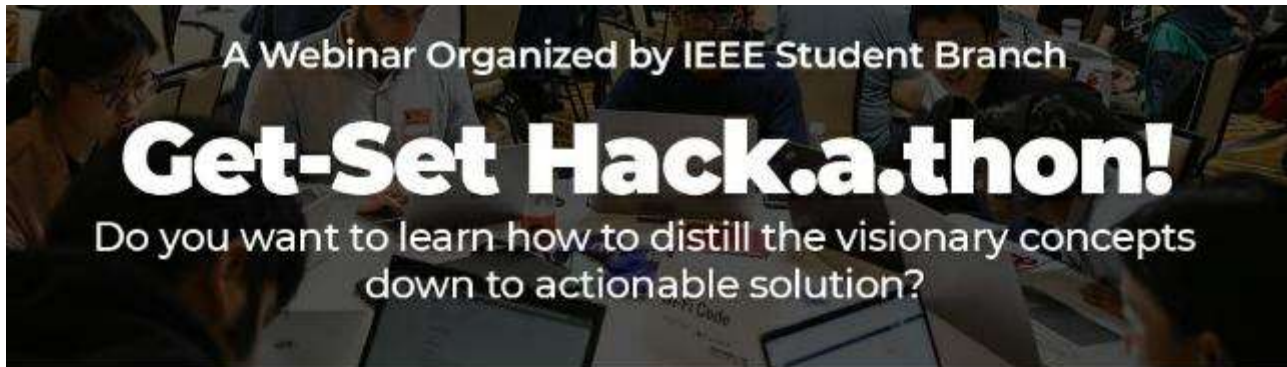 A Webinar Organized by IEEE Student Branch
Get-Set Hack.a.thon!
Do you want to learn how to distill the visionary concepts
down to actionable solution?
Code